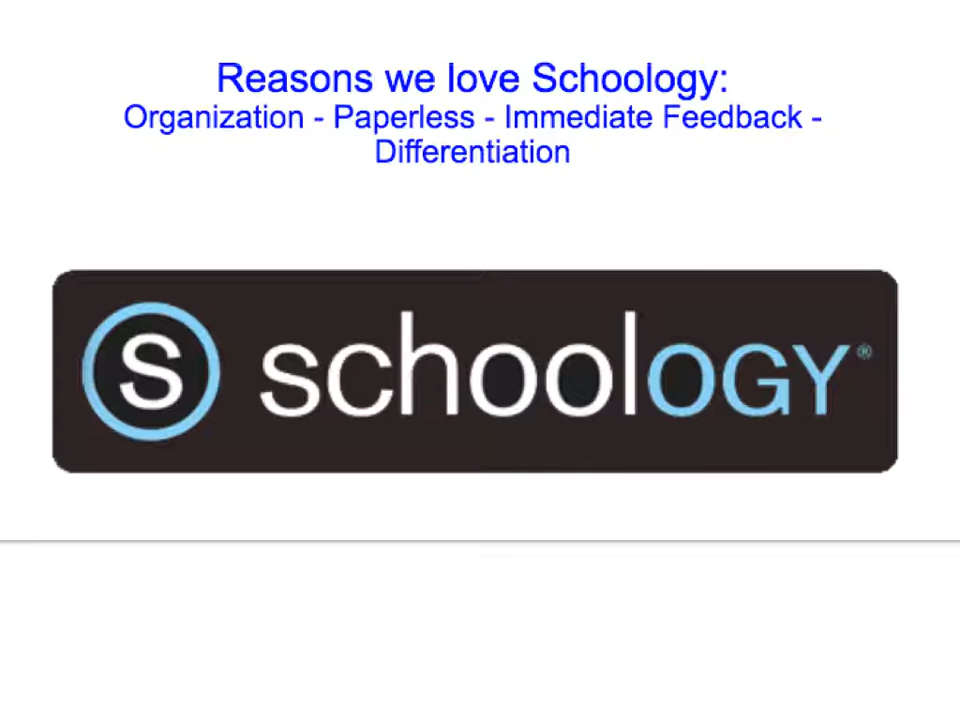 Reasons we love Schoology:
Organization - Paperless - Immediate Feedback -
Differentiation
S schoology®